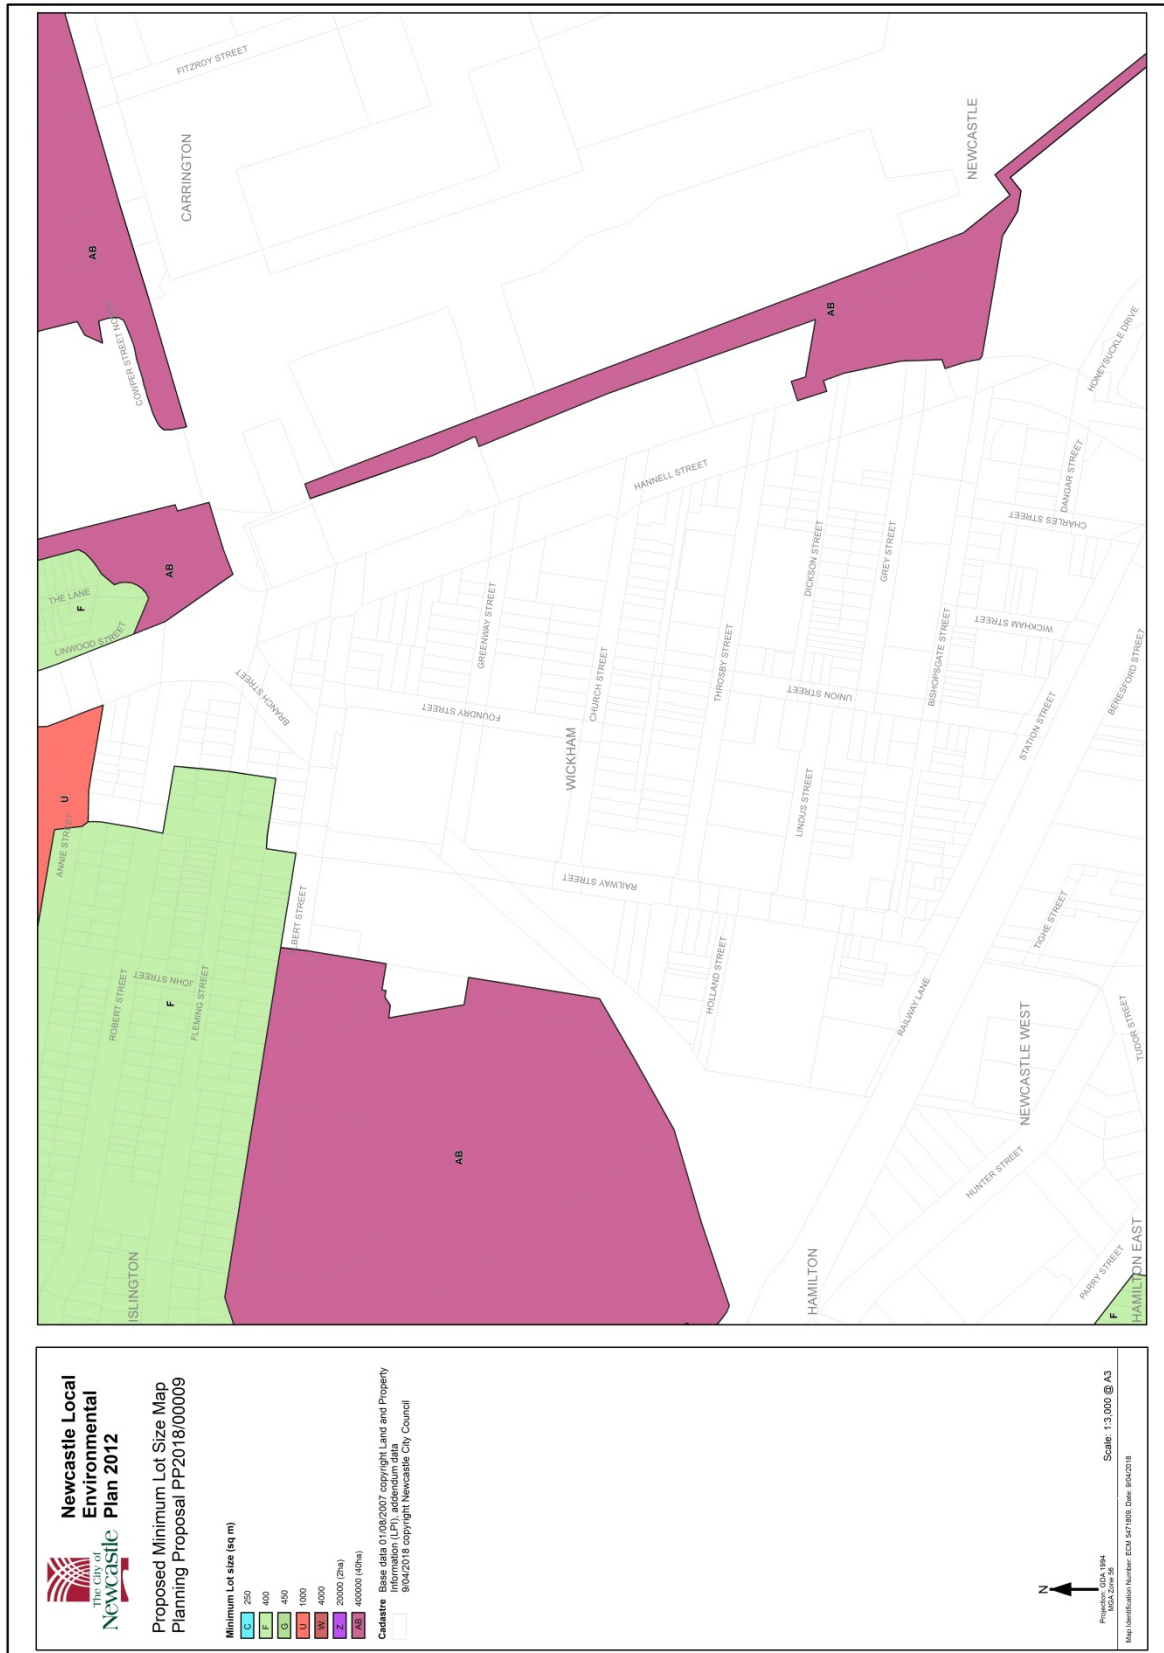 The City of
Newcastle
Newcastle Local
Environmental
Plan 2012
Proposed Minimum Lot Size Map
Planning Proposal PP2018/00009
Minimum Lot size (sq m)
C 250
F 400
G 450
U 1000
W 4000
Z 20000 (2ha)
AB 400000 (40ha)
Cadastre
Base data 01/08/2007 copyright Land and Property
Information (LPI), addendum data
9/04/2018 copyright Newcastle City Council
N
Projection: GDA 1994
MGA Zone 56
Scale: 1:3,000 @ A3
Map Identification Number: ECM 5471809, Date: 9/04/2018
FITZROY STREET
CARRINGTON
NEWCASTLE
AB
COWPER STREET
AB
HONEYSUCKLE DRIVE
HANNELL STREET
DANGAR STREET
CHARLES STREET
DICKSON STREET
GREY STREET
AB
THE LANE
F
LINWOOD STREET
GREENWAY STREET
WICKHAM STREET
BISHOPSGATE STREET
BERESFORD STREET
BRANCH STREET
FOUNDRY STREET
CHURCH STREET
THROSBY STREET
UNION STREET
STATION STREET
WICKHAM
U
ANNIE STREET
LINDUS STREET
RAILWAY STREET
BERT STREET
TIGHE STREET
ROBERT STREET
JOHN STREET
F
FLEMING STREET
HOLLAND STREET
RAILWAY LANE
NEWCASTLE WEST
TUDOR STREET
AB
HUNTER STREET
ISLINGTON
HAMILTON
PARRY STREET
F
HAMILTON EAST